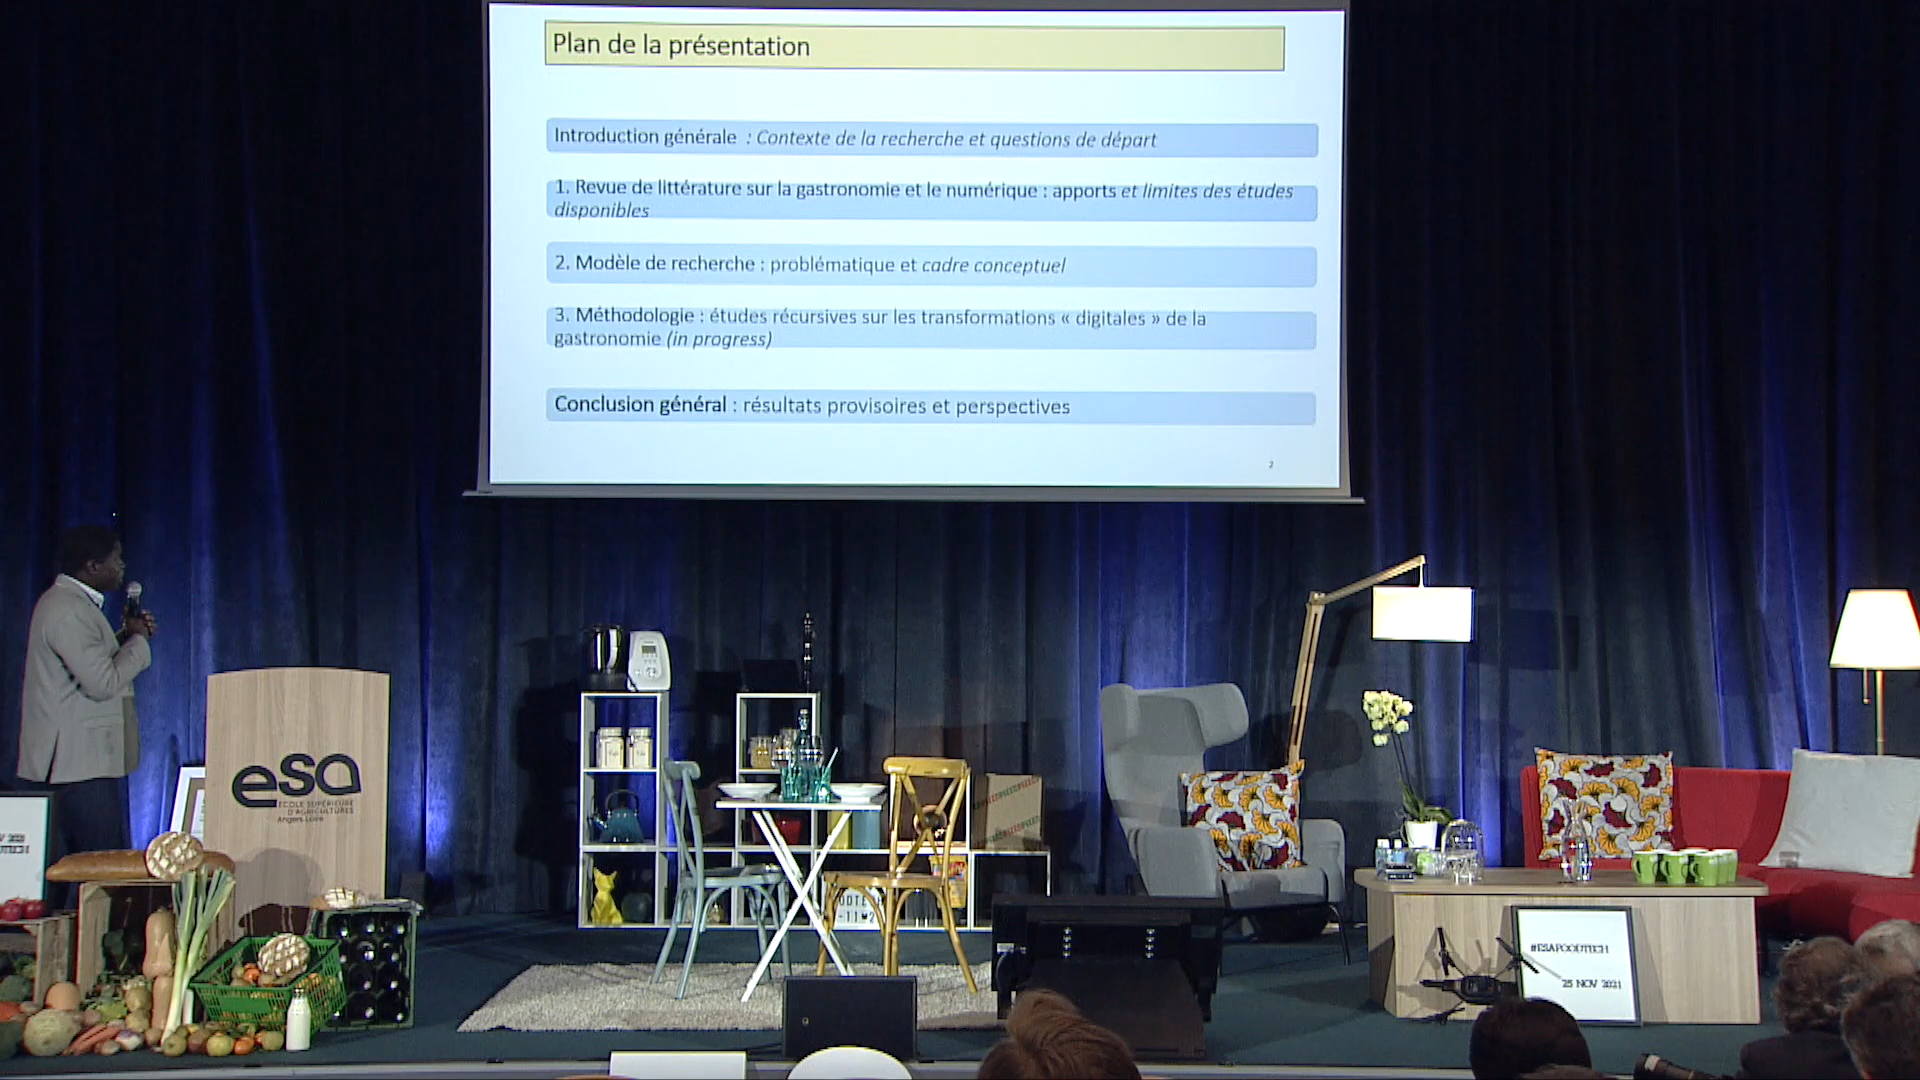 Plan de la présentation
Introduction générale : Contexte de la recherche et questions de départ
1. Revue de littérature sur la gastronomie et le numérique : apports et limites des études
disponibles
2. Modèle de recherche : problématique et cadre conceptuel
3. Méthodologie : études récursives sur les transformations « digitales » de la
gastronomie (in progress)
Conclusion général : résultats provisoires et perspectives
2
esa
ECOLE SUPÉRIEURE
D'AGRICULTURES
Angers Loire
#ESAFOODTECH
25 NOV 2021